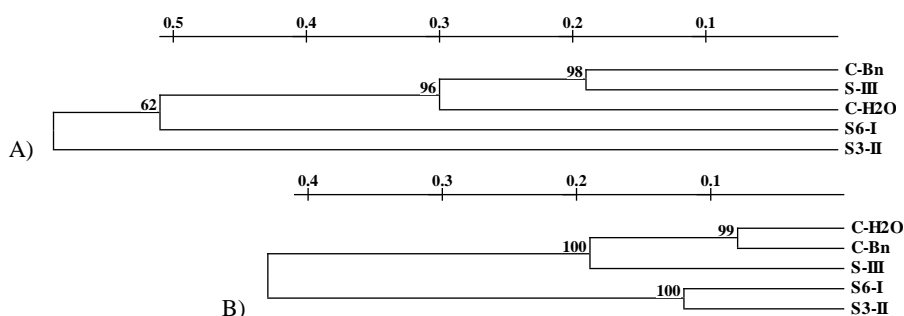 0.5 0.4 0.3 0.2 0.1
C-Bn
98
S-III
96
C-H2O
62
S6-I
A)
S3-II
0.4 0.3 0.2 0.1
C-H2O
99
C-Bn
100
S-III
S6-I
100
B)
S3-II